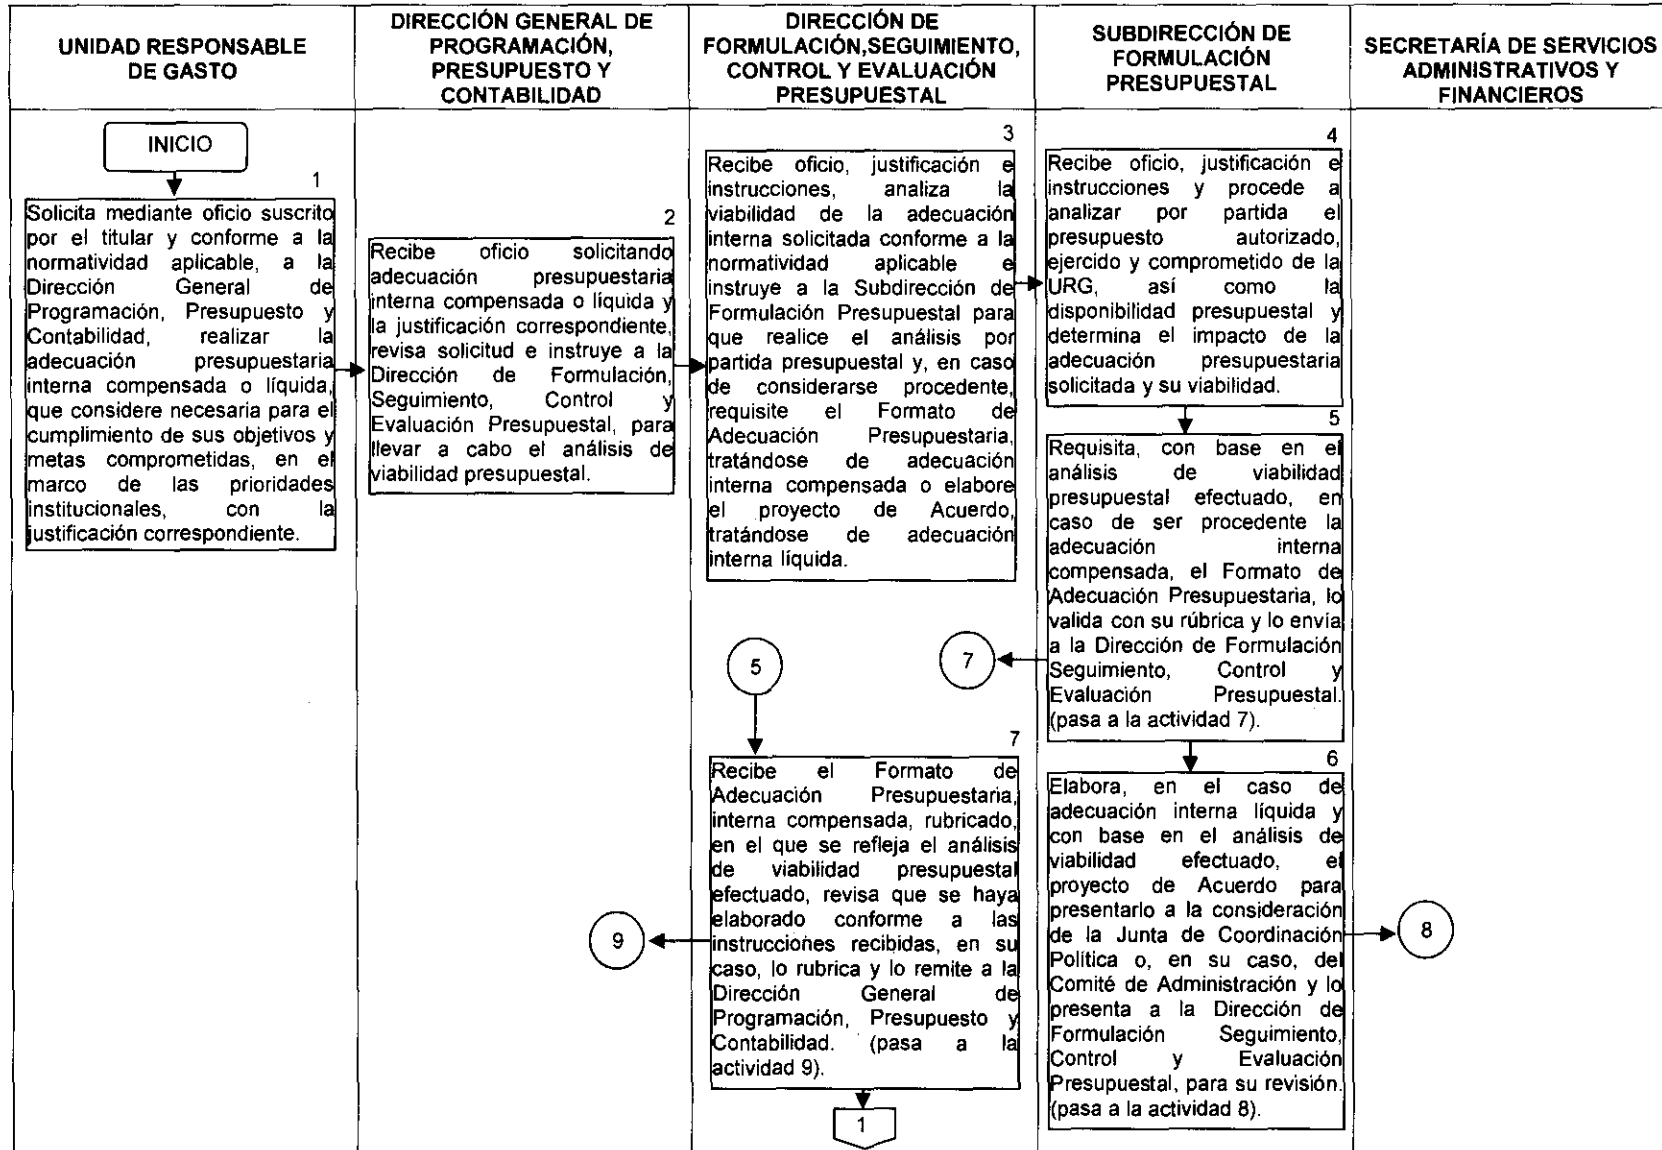 UNIDAD RESPONSABLE
DE GASTO
DIRECCIÓN GENERAL DE
PROGRAMACIÓN,
PRESUPUESTO Y
CONTABILIDAD
DIRECCIÓN DE
FORMULACIÓN,SEGUIMIENTO,
CONTROL Y EVALUACIÓN
PRESUPUESTAL
SUBDIRECCIÓN DE
FORMULACIÓN
PRESUPUESTAL
SECRETARÍA DE SERVICIOS
ADMINISTRATIVOS Y
FINANCIEROS
INICIO
1
Solicita mediante oficio suscrito
por el titular y conforme a la
normatividad aplicable, a la
Dirección General de
Programación, Presupuesto y
Contabilidad, realizar la
adecuación presupuestaria
interna compensada o líquida,
que considere necesaria para el
cumplimiento de sus objetivos y
metas comprometidas, en el
marco de las prioridades
institucionales, con la
justificación correspondiente.
2
Recibe oficio solicitando
adecuación presupuestaria
interna compensada o líquida y
la justificación correspondiente,
revisa solicitud e instruye a la
Dirección de Formulación,
Seguimiento, Control y
Evaluación Presupuestal, para
llevar a cabo el análisis de
viabilidad presupuestal.
3
Recibe oficio, justificación e
instrucciones, analiza la
viabilidad de la adecuación
interna solicitada conforme a la
normatividad aplicable e
instruye a la Subdirección de
Formulación Presupuestal para
que realice el análisis por
partida presupuestal y, en caso
de considerarse procedente,
requisite el Formato de
Adecuación Presupuestaria,
tratándose de adecuación
interna compensada o elabore
el proyecto de Acuerdo,
tratándose de adecuación
interna líquida.
4
Recibe oficio, justificación e
instrucciones y procede a
analizar por partida el
presupuesto autorizado,
ejercido y comprometido de la
URG, así como la
disponibilidad presupuestal y
determina el impacto de la
adecuación presupuestaria
solicitada y su viabilidad.
5
Requisita, con base en el
análisis de viabilidad
presupuestal efectuado, en
caso de ser procedente la
adecuación interna
compensada, el Formato de
Adecuación Presupuestaria, lo
valida con su rúbrica y lo envía
a la Dirección de Formulación
Seguimiento, Control y
Evaluación Presupuestal.
(pasa a la actividad 7).
7
5
7
Recibe el Formato de
Adecuación Presupuestaria,
interna compensada, rubricado,
en el que se refleja el análisis
de viabilidad presupuestal
efectuado, revisa que se haya
elaborado conforme a las
instrucciones recibidas, en su
caso, lo rubrica y lo remite a la
Dirección General de
Programación, Presupuesto y
Contabilidad. (pasa a la
actividad 9).
9
1
6
Elabora, en el caso de
adecuación interna líquida y
con base en el análisis de
viabilidad efectuado, el
proyecto de Acuerdo para
presentarlo a la consideración
de la Junta de Coordinación
Política o, en su caso, del
Comité de Administración y lo
presenta a la Dirección de
Formulación Seguimiento,
Control y Evaluación
Presupuestal, para su revisión.
(pasa a la actividad 8).
8